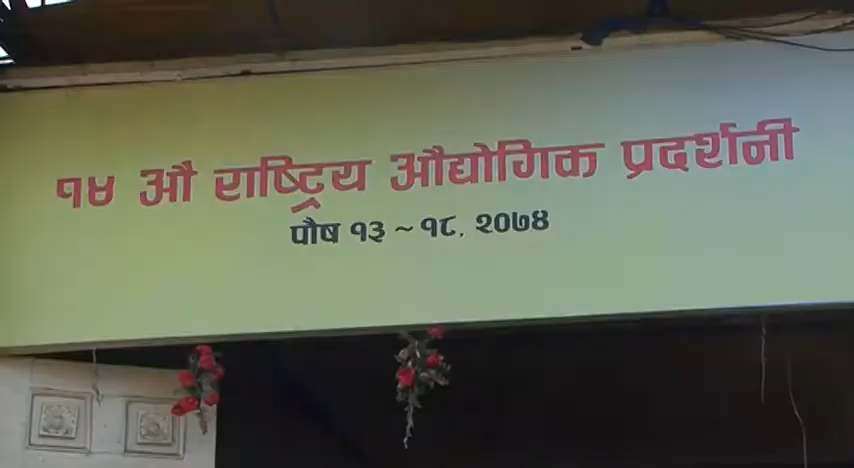 १४ औ राष्ट्रिय औद्योगिक प्रदर्शनी
पौष १३ ~ १८, २०७४